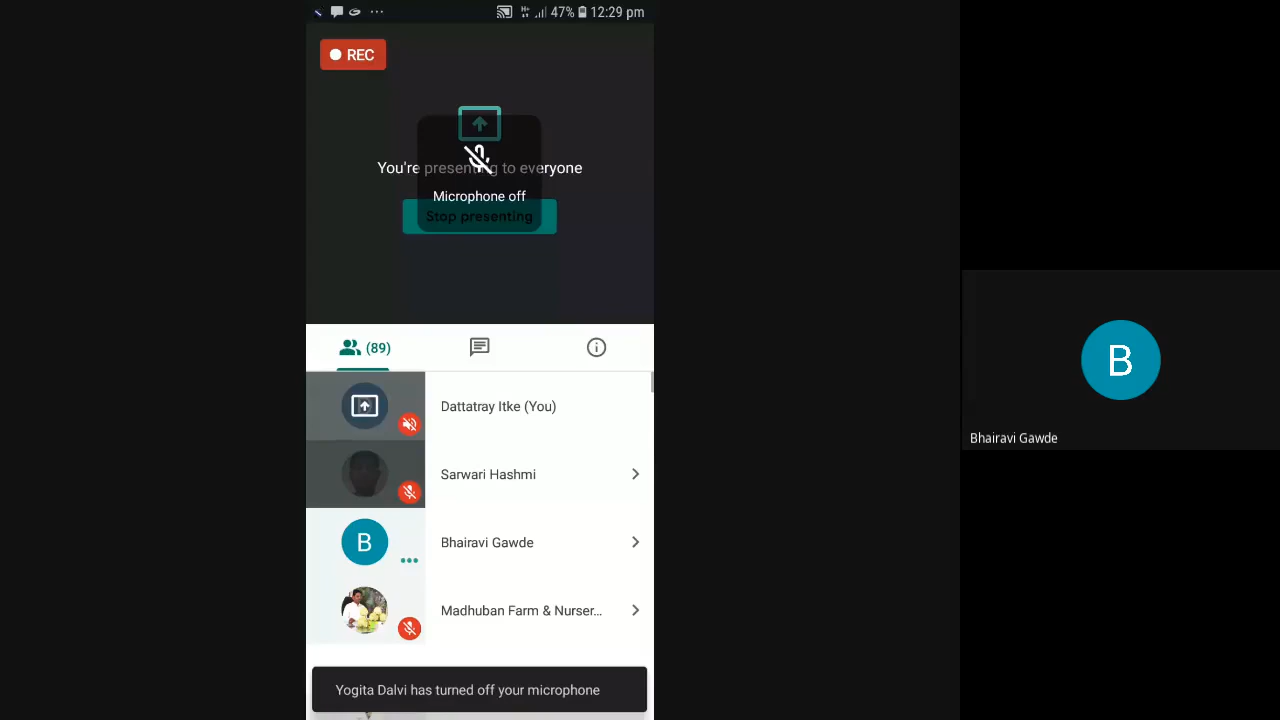 47% 12:29 pm
REC
You're presenting to everyone
Microphone off
Stop presenting
(89)
Dattatray Itke (You)
Sarwari Hashmi
B
Bhairavi Gawde
Madhuban Farm & Nurser...
Yogita Dalvi has turned off your microphone
B
Bhairavi Gawde